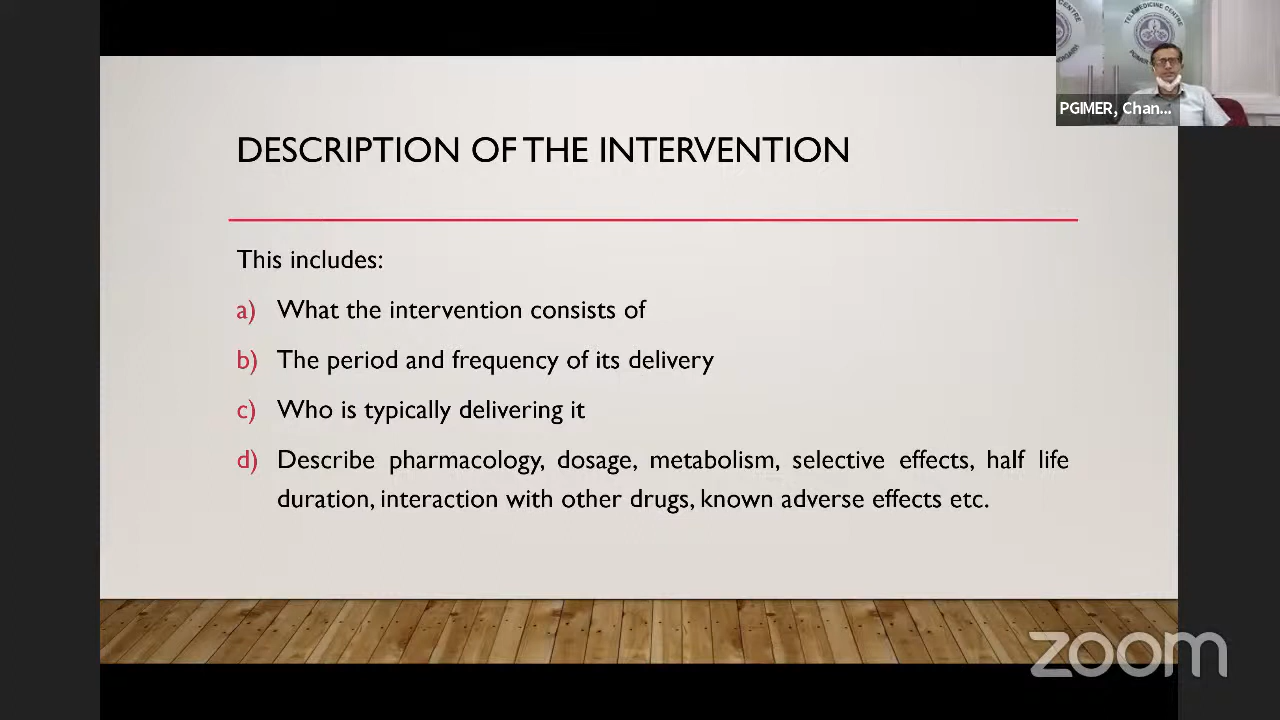 TELEMEDICINE CENTRE
PGIMER, Chan...
DESCRIPTION OF THE INTERVENTION
This includes:
a) What the intervention consists of
b) The period and frequency of its delivery
c) Who is typically delivering it
d) Describe pharmacology, dosage, metabolism, selective effects, half life
duration, interaction with other drugs, known adverse effects etc.
zoom